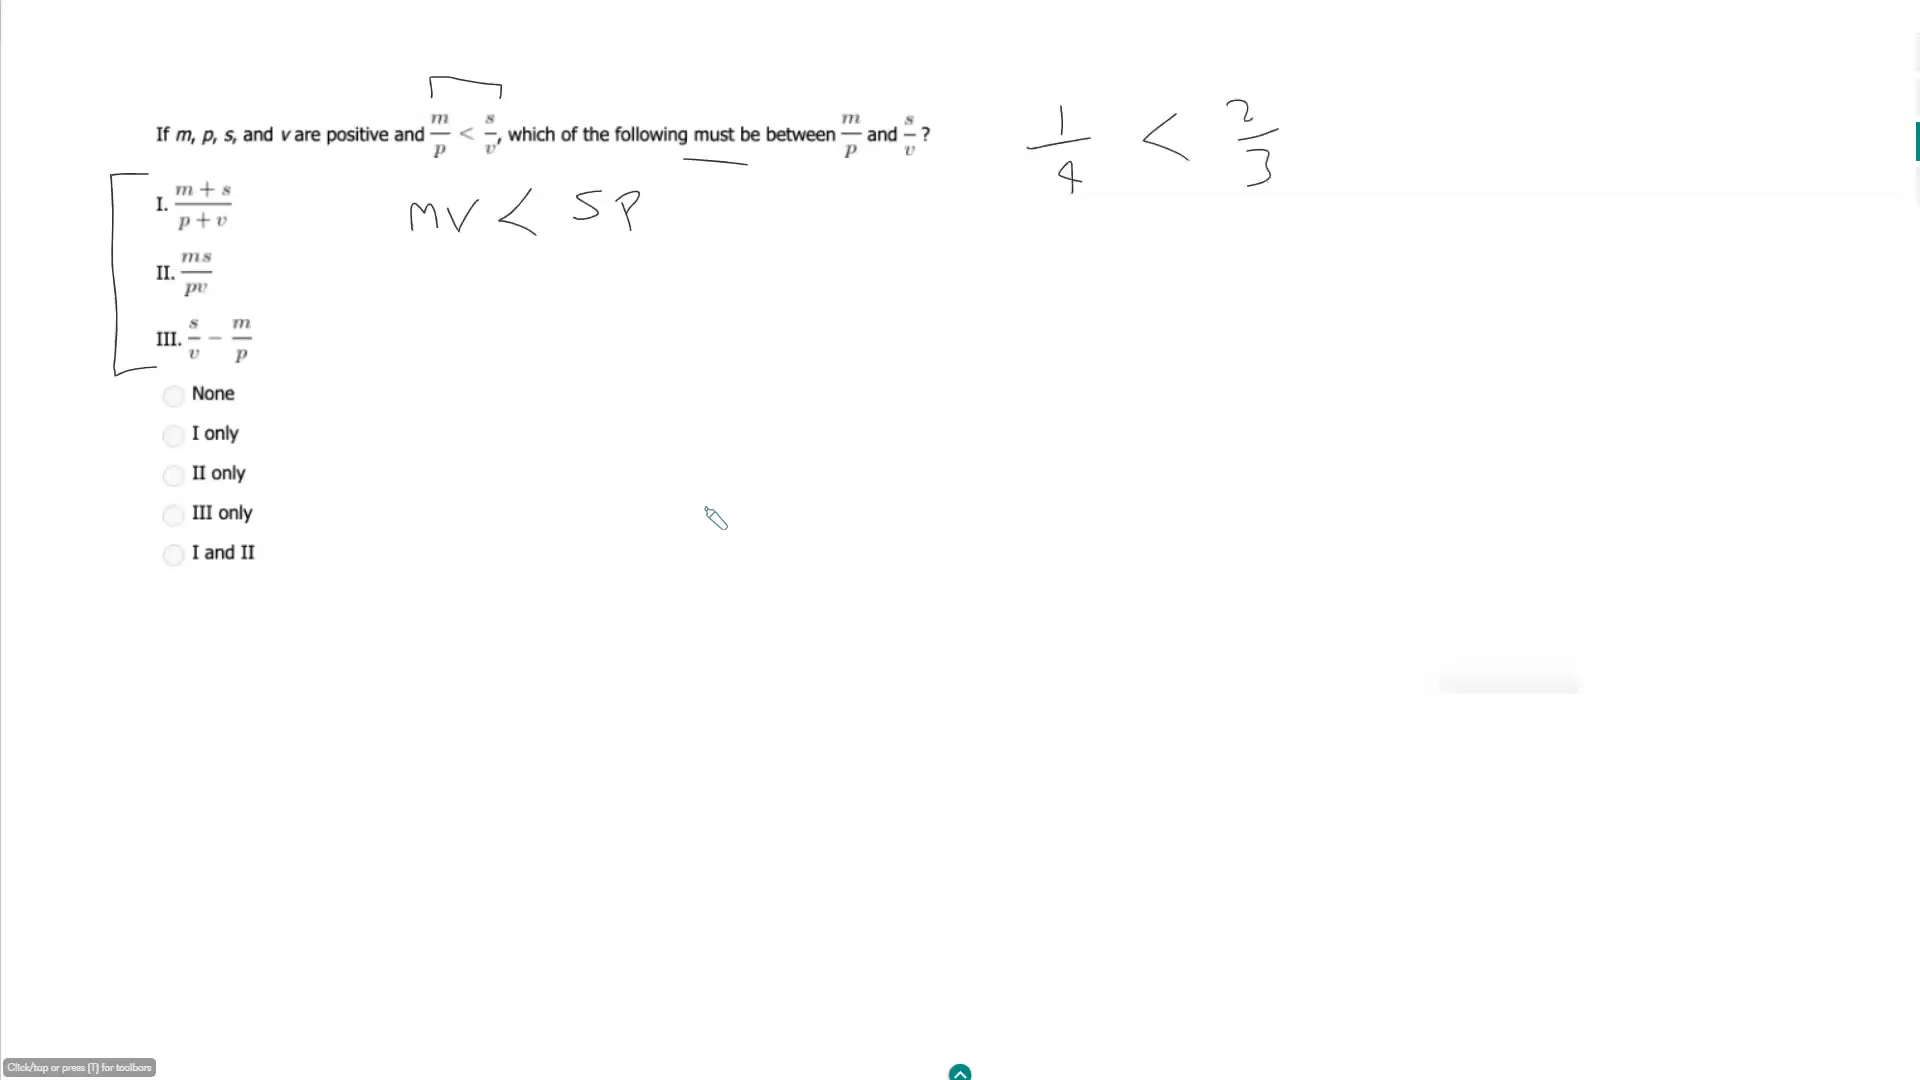 If m, p, s, and v are positive and m/p < s/v, which of the following must be between m/p and s/v ?
1/4 < 2/3
I. (m + s)/(p + v)
mv < sp
II. ms/pv
III. s/v − m/p
None
I only
II only
III only
I and II
Click/tap or press [T] for toolbars